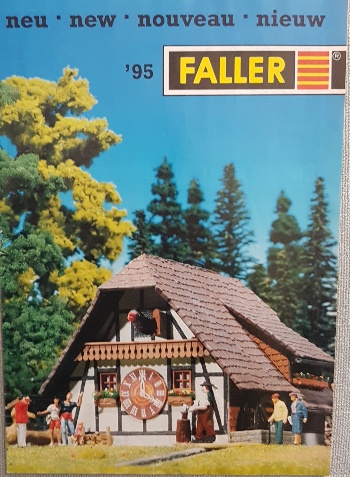 neu · new · nouveau · nieuw
'95 FALLER ®